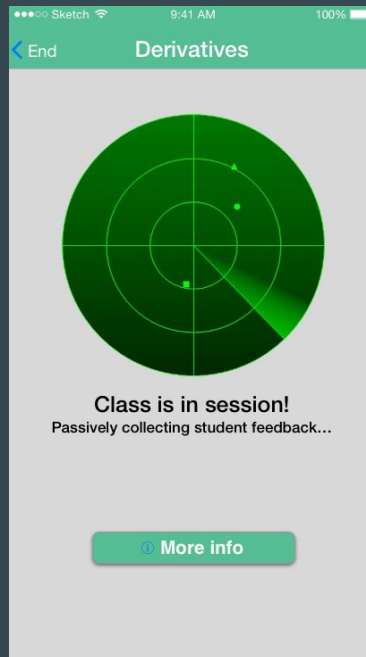 Sketch 9:41 AM 100%
End Derivatives
Class is in session!
Passively collecting student feedback...
More info